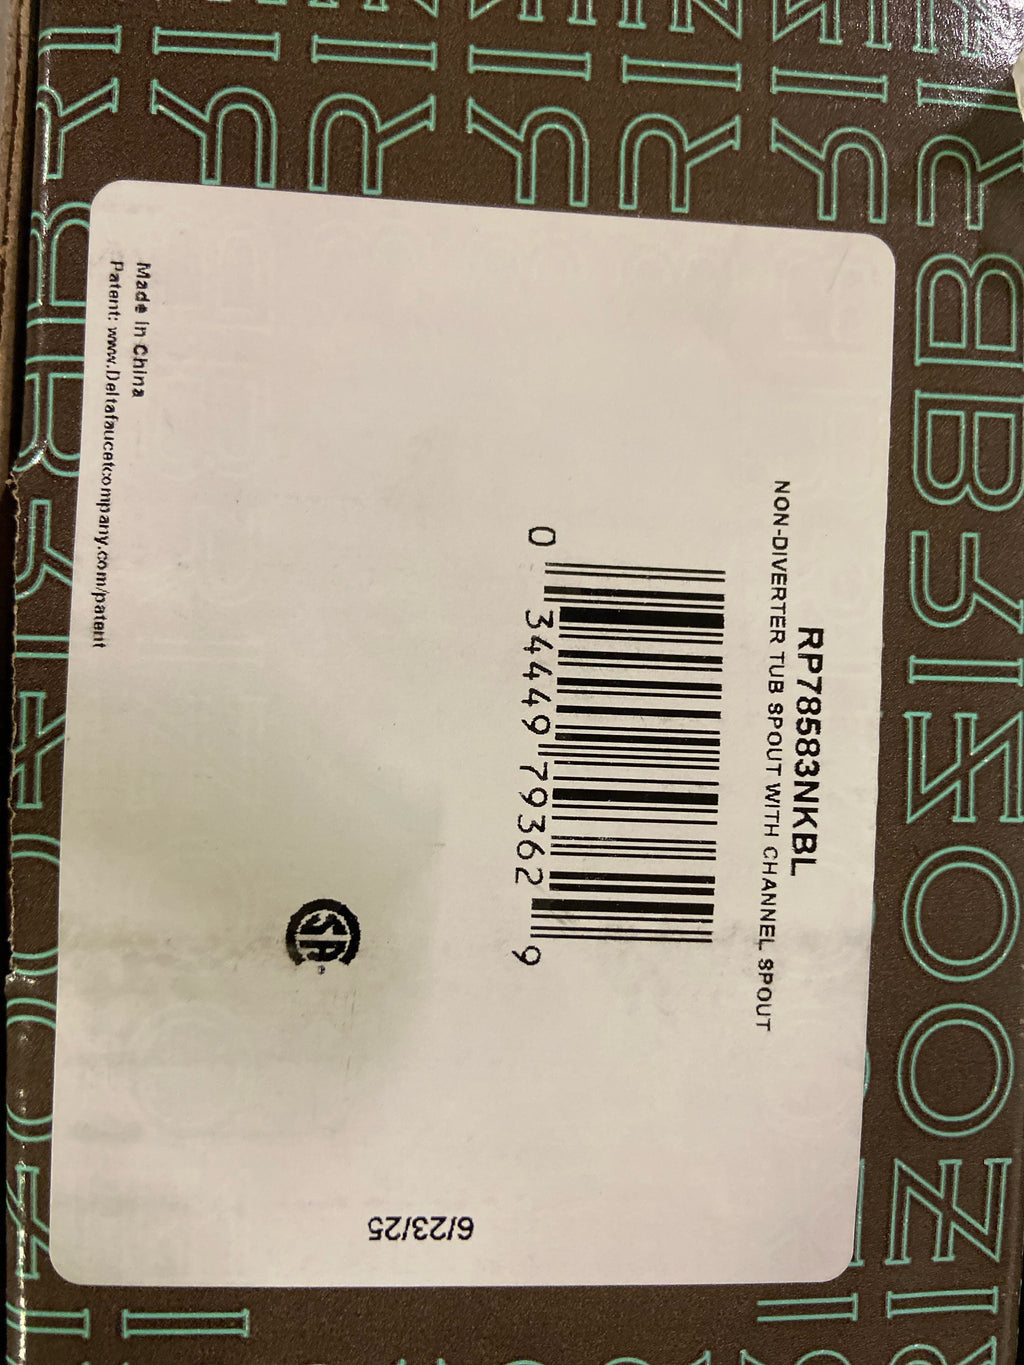 RP78583NKBL
NON-DIVERTER TUB SPOUT WITH CHANNEL SPOUT
0 34449 79362 9
SA®
Made in China
Patent: www.Deltafaucetcompany.com/patent
6/23/25